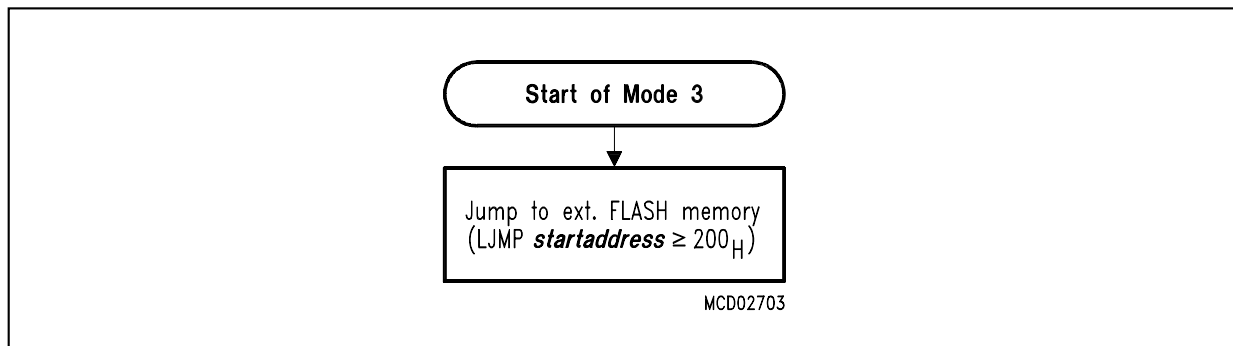 Start of Mode 3
Jump to ext. FLASH memory
(LJMP startaddress ≥ 200H)
MCD02703